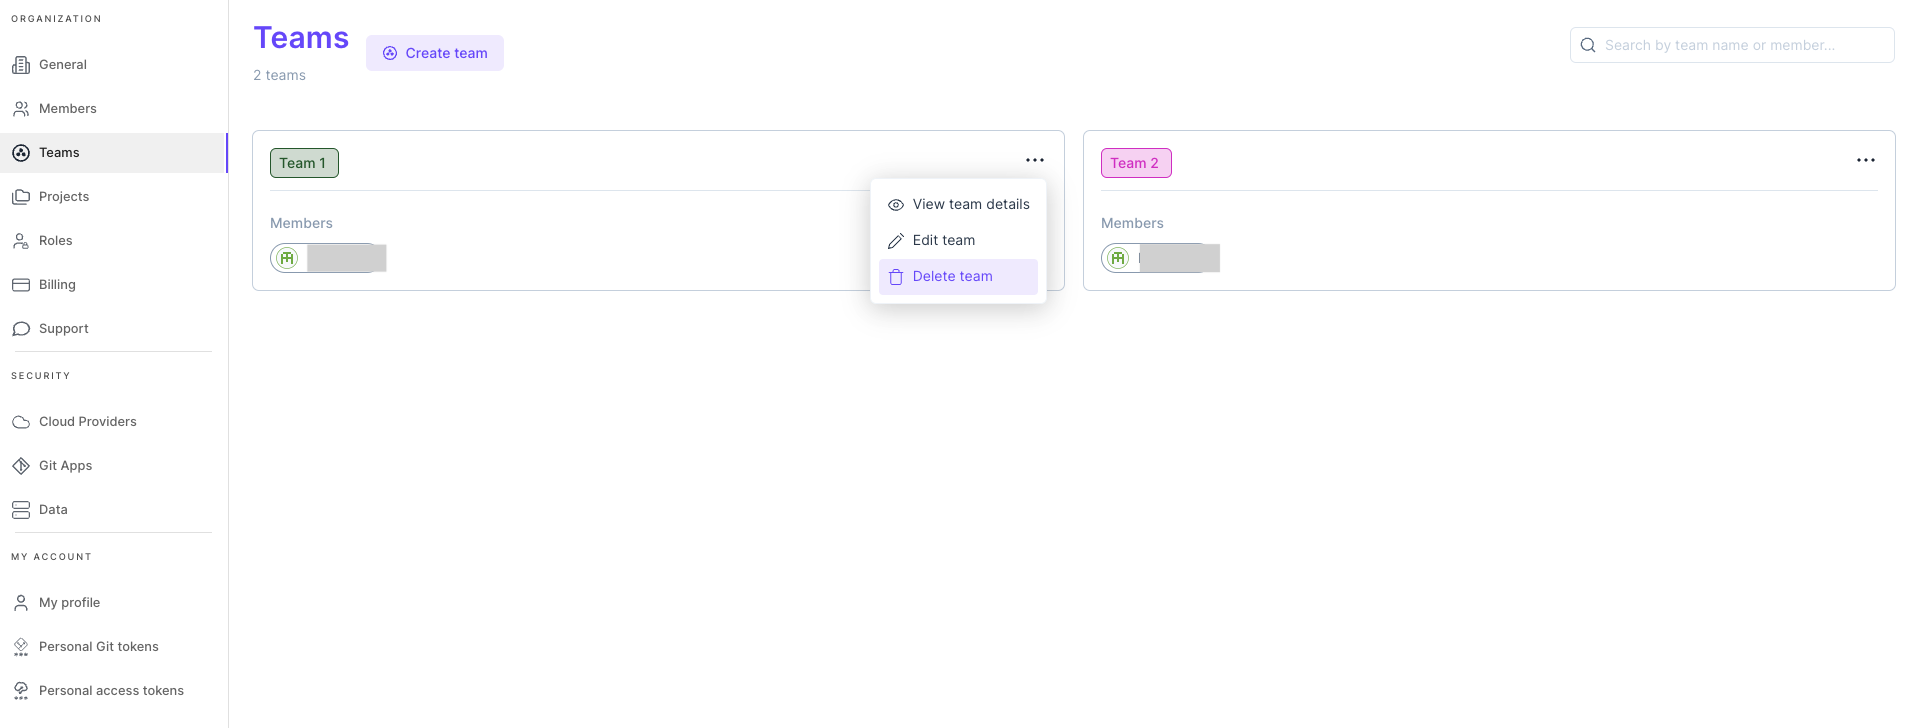 ORGANIZATION
General
Members
Teams
Projects
Roles
Billing
Support
SECURITY
Cloud Providers
Git Apps
Data
MY ACCOUNT
My profile
Personal Git tokens
Personal access tokens
Teams
Create team
2 teams
Search by team name or member...
Team 1
Members
View team details
Edit team
Delete team
Team 2
Members